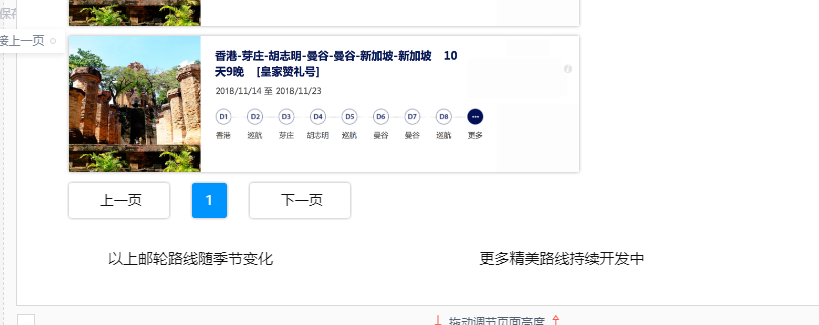 保存
接上一页
香港-芽庄-胡志明-曼谷-曼谷-新加坡-新加坡 10
天9晚 [皇家赞礼号]
2018/11/14 至 2018/11/23
D1 D2 D3 D4 D5 D6 D7 D8 ···
香港 巡航 芽庄 胡志明 巡航 曼谷 曼谷 巡航 更多
上一页 1 下一页
以上邮轮路线随季节变化 更多精美路线持续开发中
拖动调节页面高度